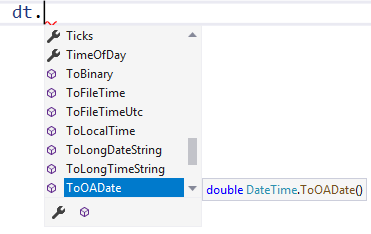 dt.
Ticks
TimeOfDay
ToBinary
ToFileTime
ToFileTimeUtc
ToLocalTime
ToLongDateString
ToLongTimeString
ToOADate double DateTime.ToOADate()